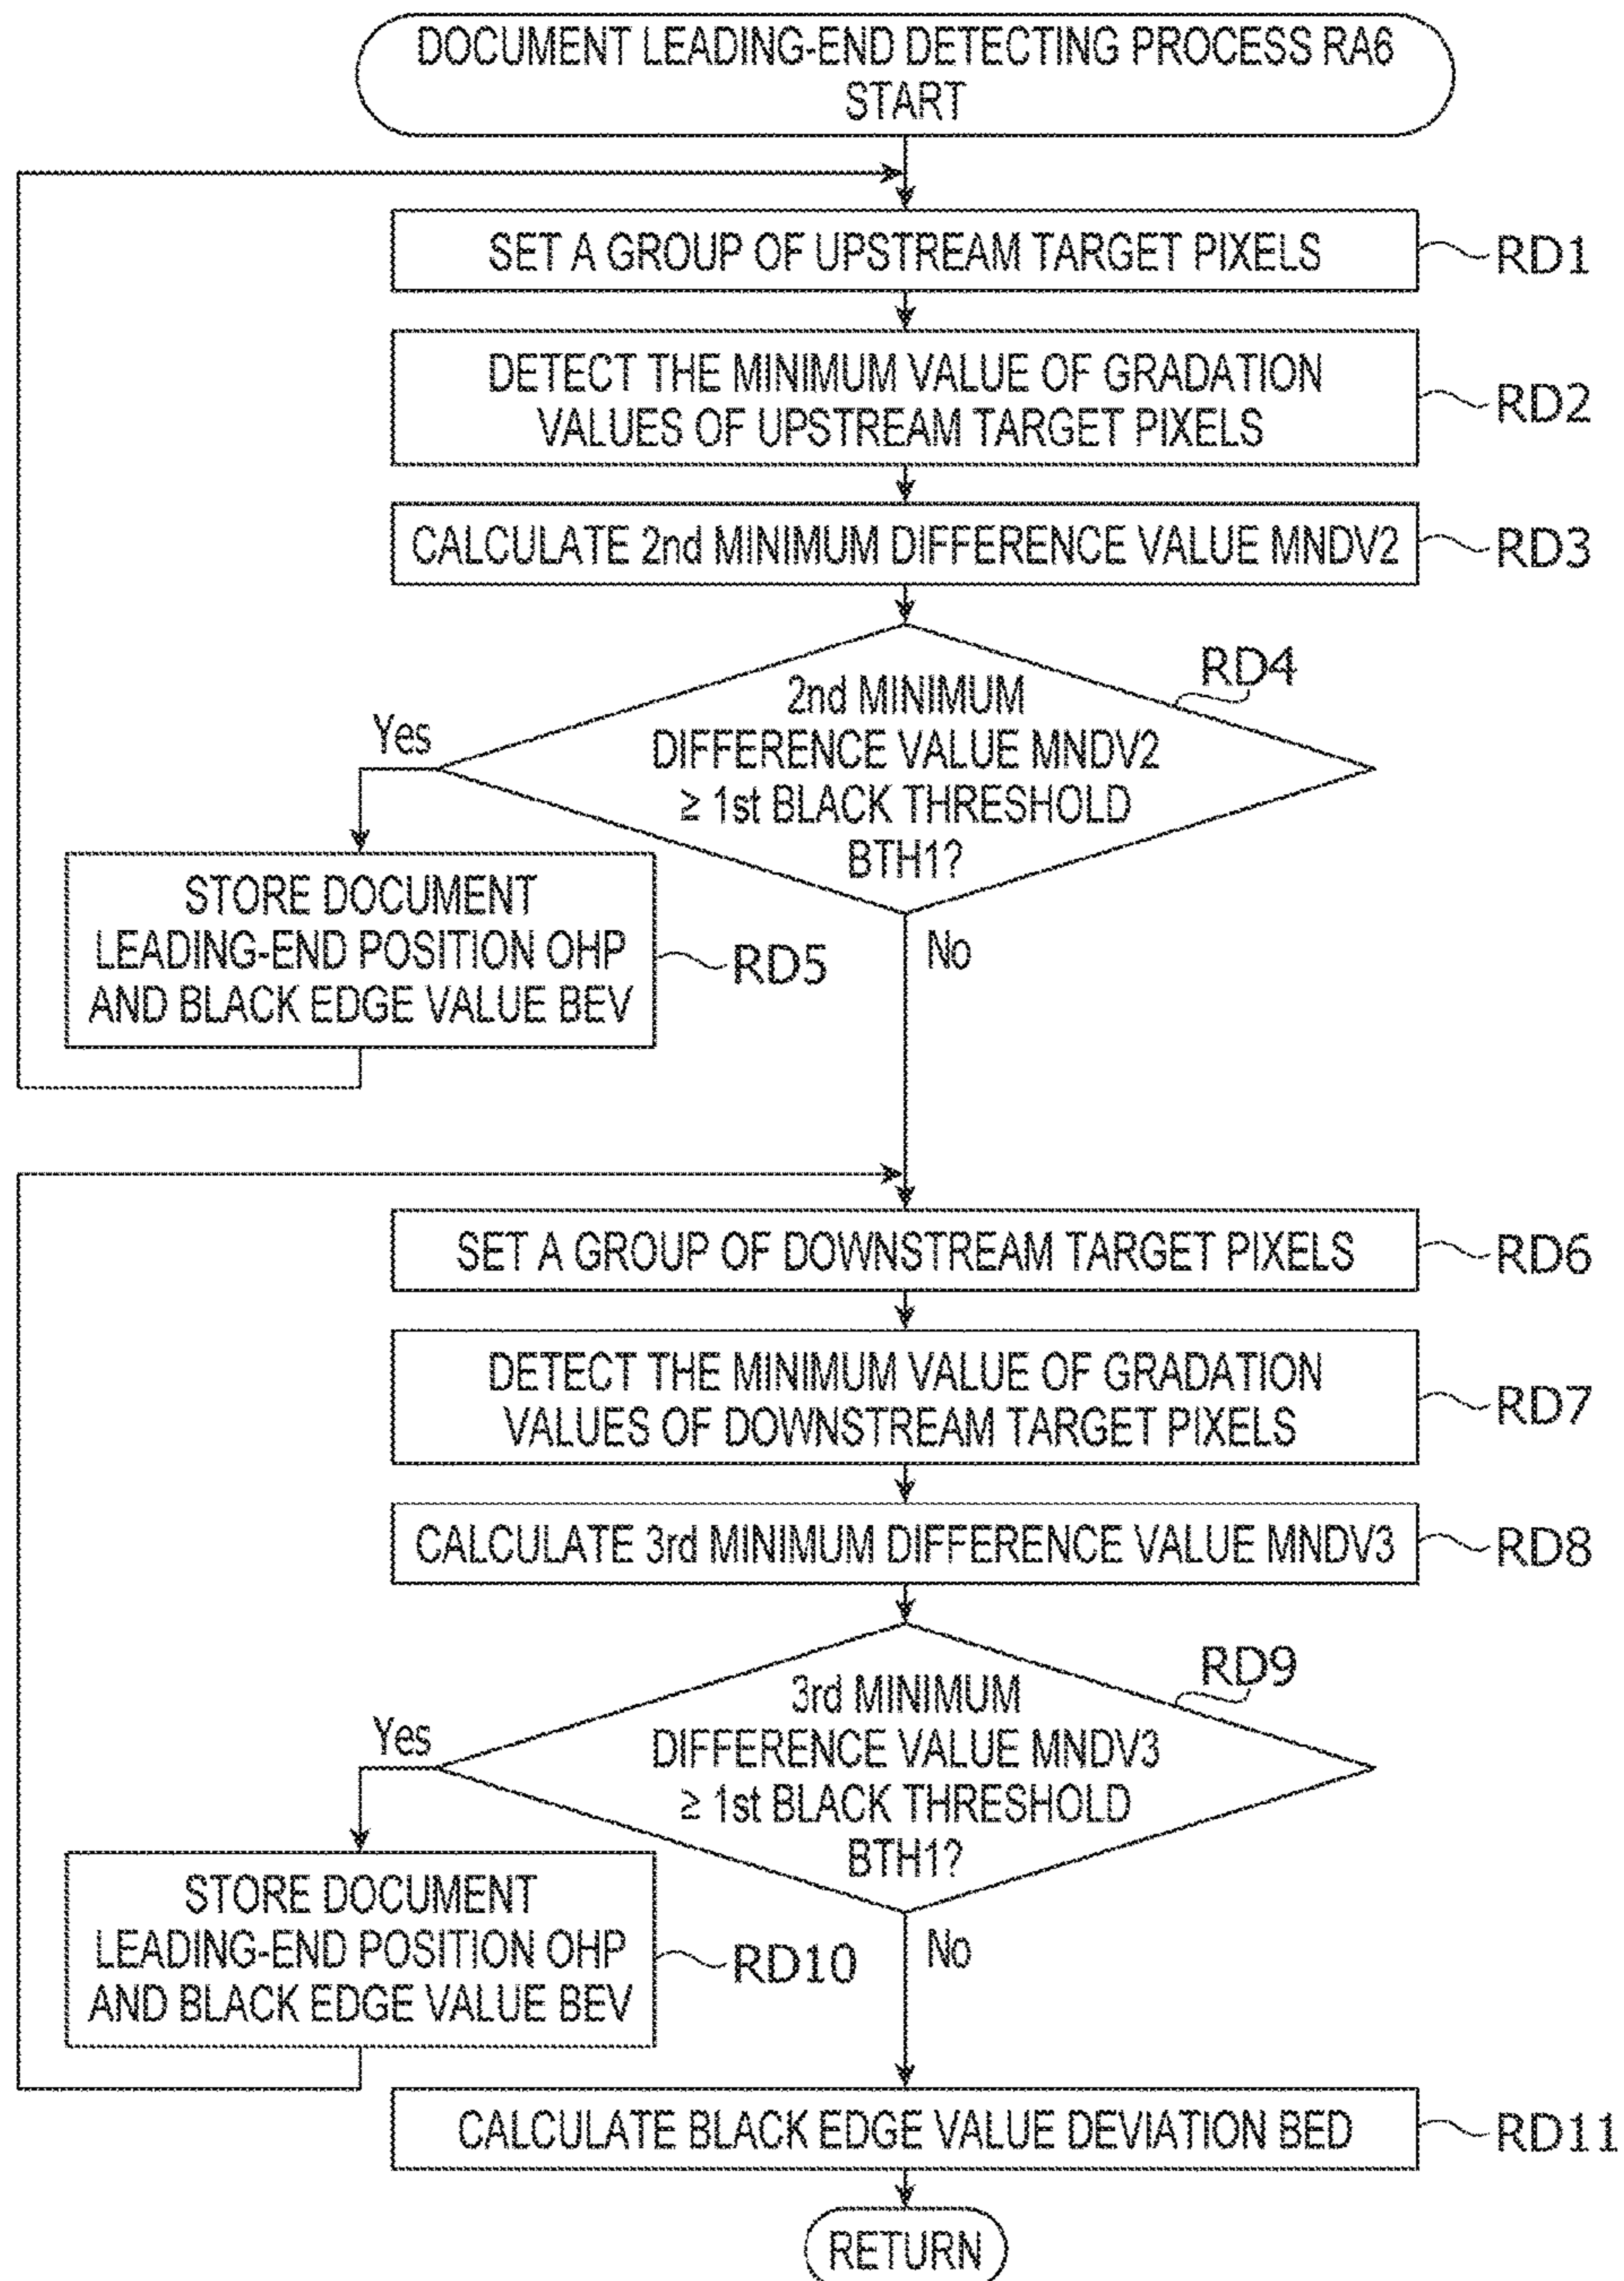 DOCUMENT LEADING-END DETECTING PROCESS RA6
START
SET A GROUP OF UPSTREAM TARGET PIXELS
RD1
DETECT THE MINIMUM VALUE OF GRADATION
VALUES OF UPSTREAM TARGET PIXELS
RD2
CALCULATE 2nd MINIMUM DIFFERENCE VALUE MNDV2
RD3
RD4
2nd MINIMUM
DIFFERENCE VALUE MNDV2
≥ 1st BLACK THRESHOLD
BTH1?
Yes
No
STORE DOCUMENT
LEADING-END POSITION OHP
AND BLACK EDGE VALUE BEV
RD5
SET A GROUP OF DOWNSTREAM TARGET PIXELS
RD6
DETECT THE MINIMUM VALUE OF GRADATION
VALUES OF DOWNSTREAM TARGET PIXELS
RD7
CALCULATE 3rd MINIMUM DIFFERENCE VALUE MNDV3
RD8
RD9
3rd MINIMUM
DIFFERENCE VALUE MNDV3
≥ 1st BLACK THRESHOLD
BTH1?
Yes
No
STORE DOCUMENT
LEADING-END POSITION OHP
AND BLACK EDGE VALUE BEV
RD10
CALCULATE BLACK EDGE VALUE DEVIATION BED
RD11
RETURN